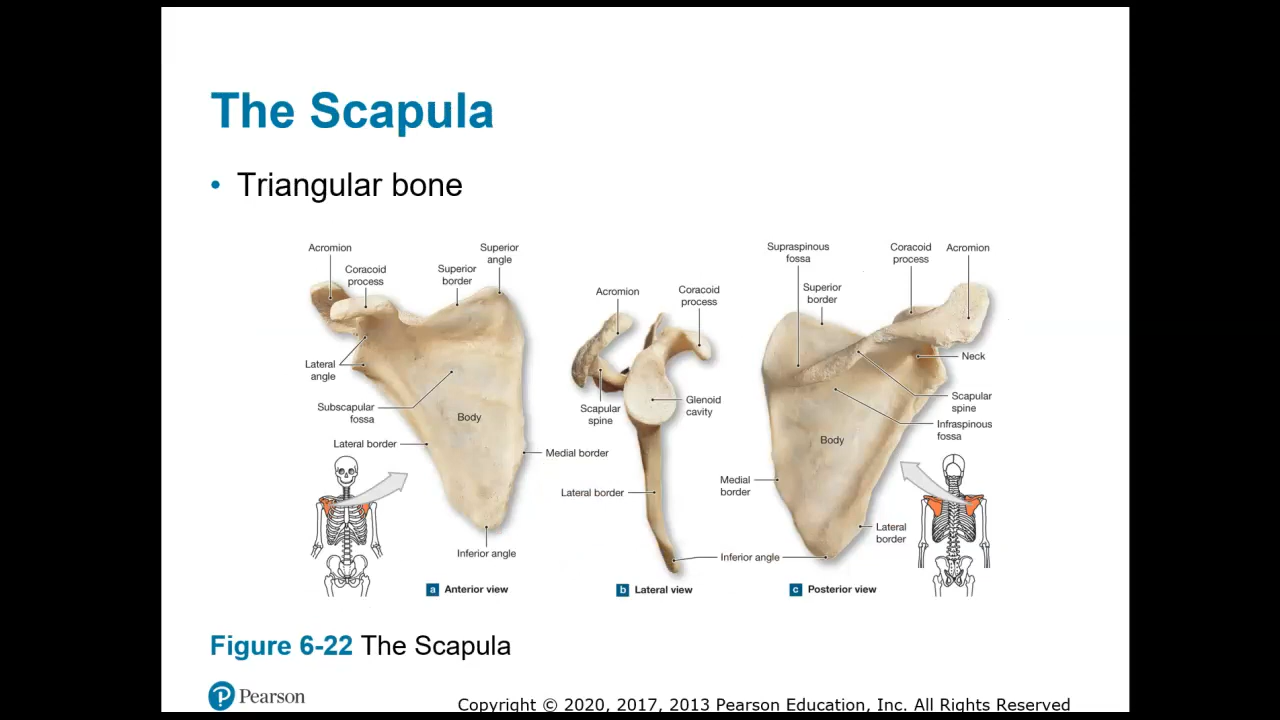 The Scapula
• Triangular bone
Acromion
Coracoid
process
Superior
border
Superior
angle
Lateral
angle
Subscapular
fossa
Body
Lateral border
Medial border
Inferior angle
a Anterior view
Acromion
Coracoid
process
Scapular
spine
Glenoid
cavity
Lateral border
Inferior angle
b Lateral view
Supraspinous
fossa
Superior
border
Coracoid
process
Acromion
Neck
Scapular
spine
Infraspinous
fossa
Body
Medial
border
Lateral
border
c Posterior view
Figure 6-22 The Scapula
P Pearson
Copyright © 2020, 2017, 2013 Pearson Education, Inc. All Rights Reserved